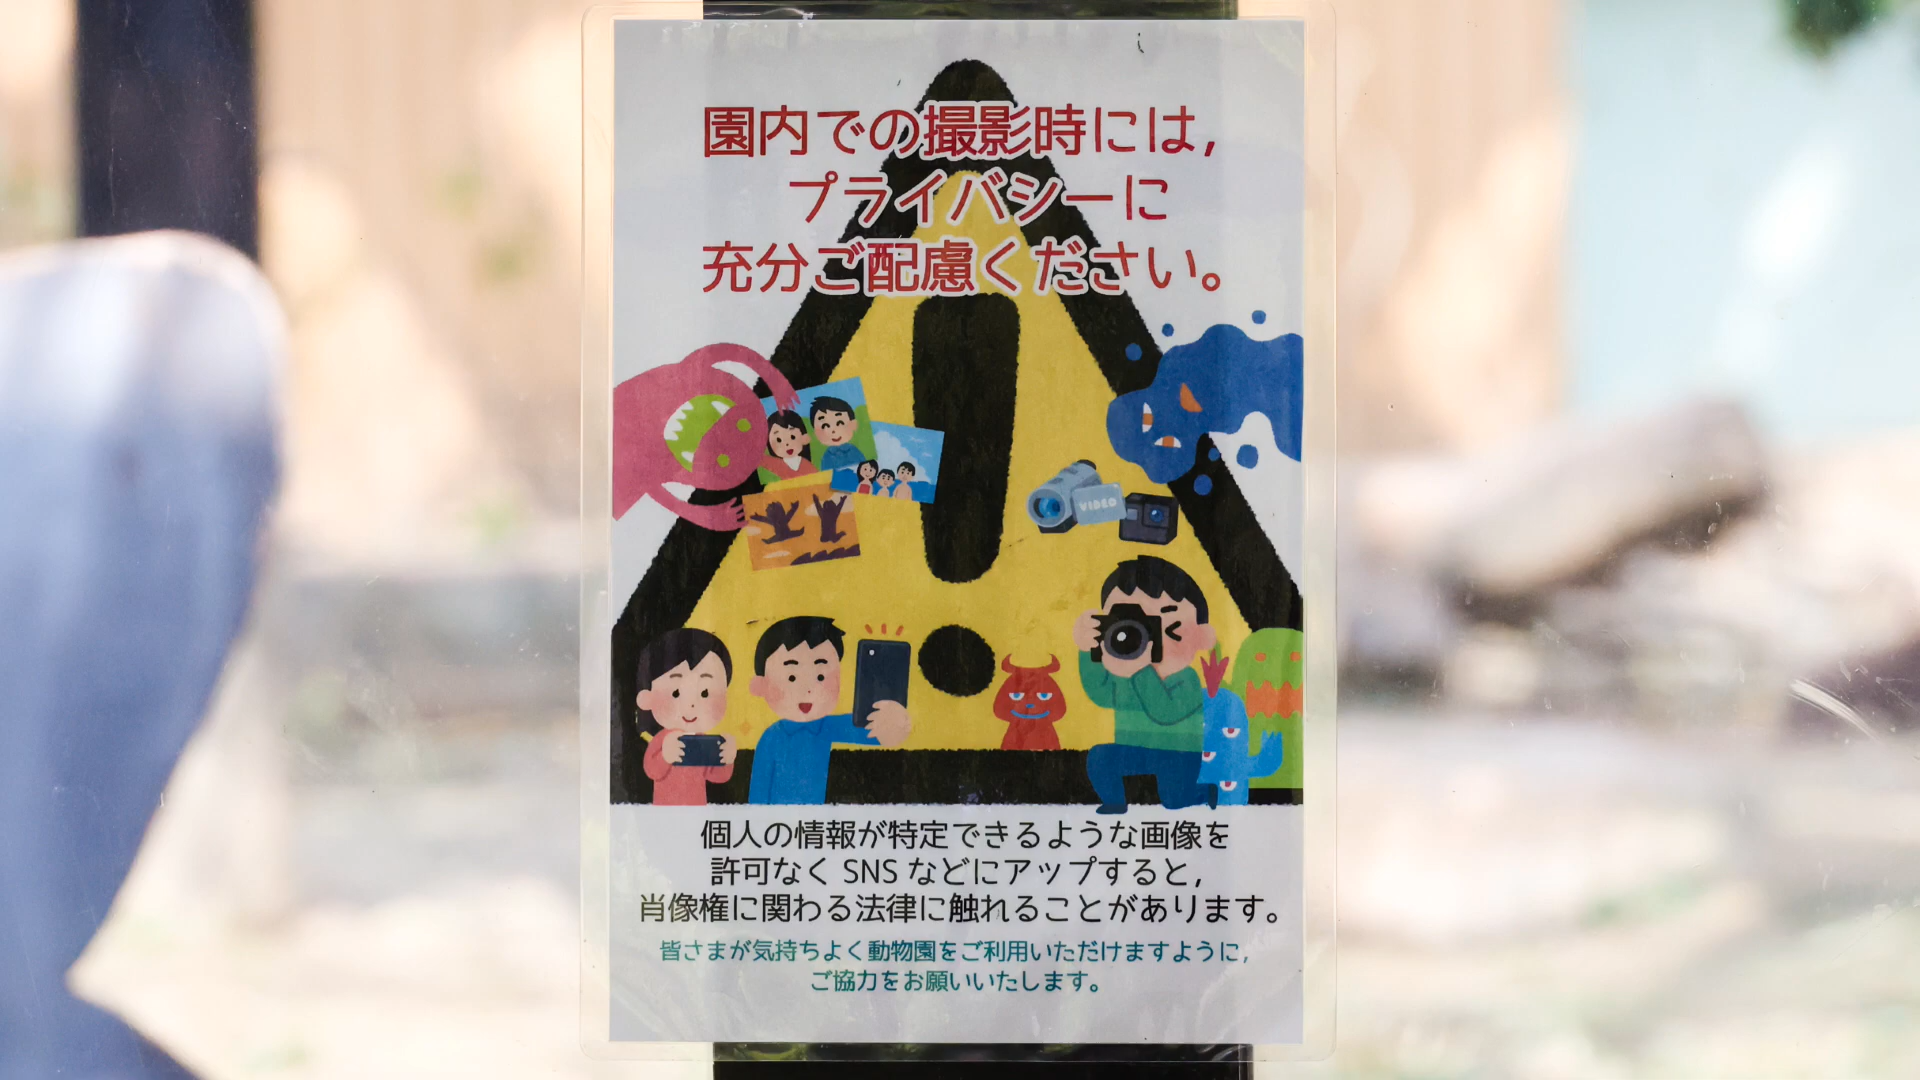 園内での撮影時には,
プライバシーに
充分ご配慮ください。
VIDEO
個人の情報が特定できるような画像を
許可なく SNS などにアップすると,
肖像権に関わる法律に触れることがあります。
皆さまが気持ちよく動物園をご利用いただけますように,
ご協力をお願いいたします。